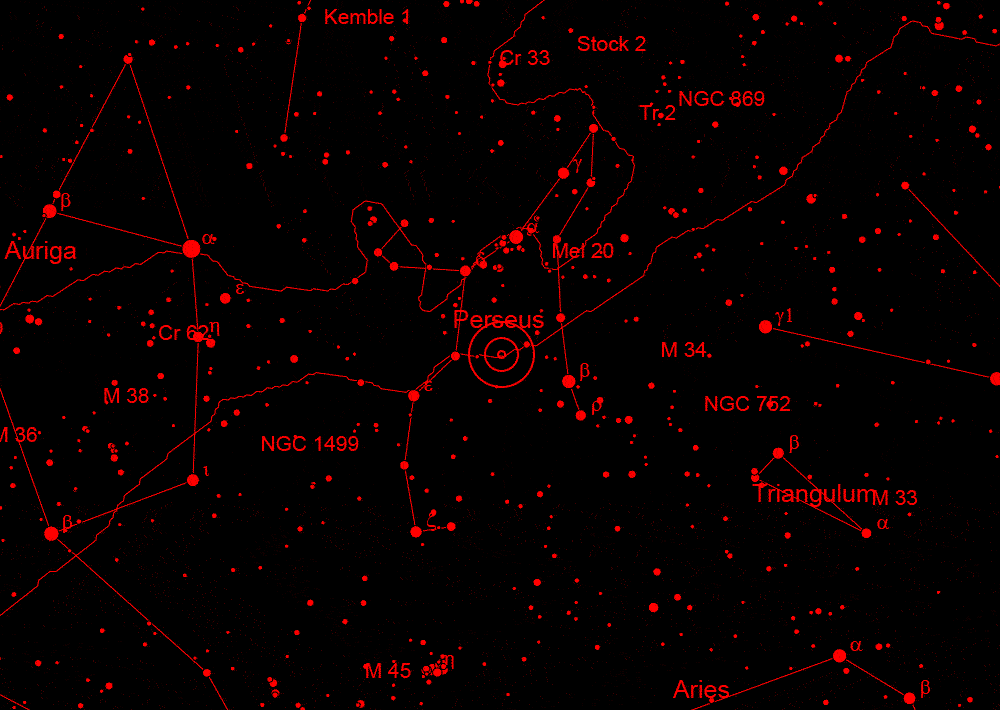 Kemble 1
Stock 2
Cr 33
NGC 869
Tr 2
γ
β
α
α
Auriga
Mel 20
δ
ε
γ1
Perseus
Cr 62
η
M 34
β
ε
M 38
ρ
NGC 752
M 36
NGC 1499
β
ι
Triangulum
M 33
β
ζ
α
α
M 45
η
Aries
β